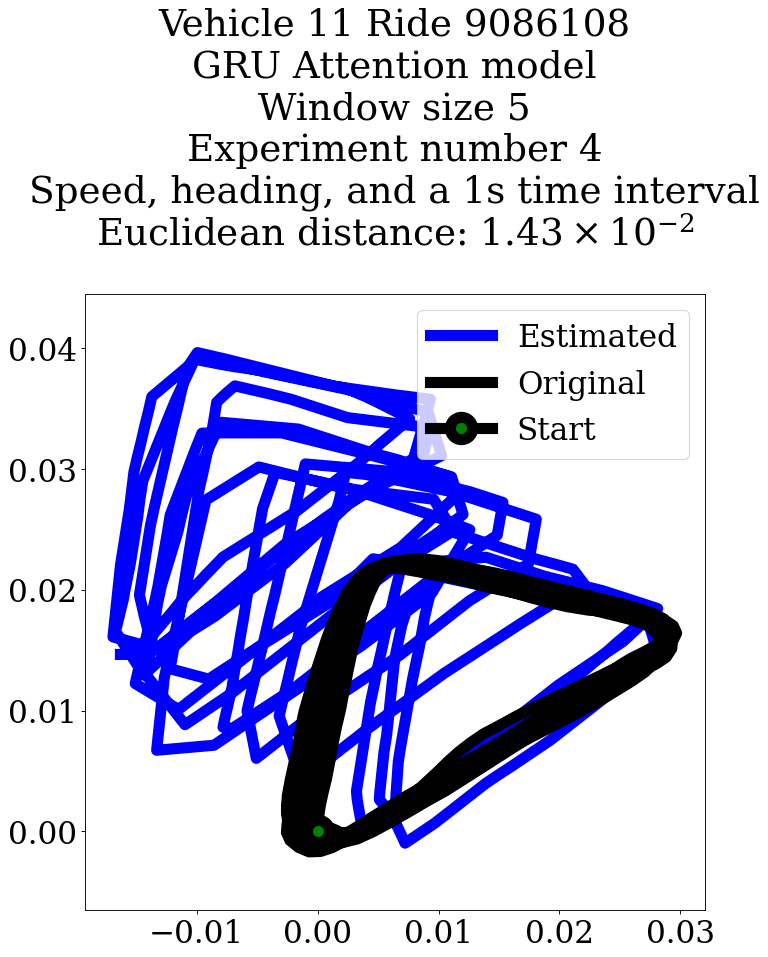 Vehicle 11 Ride 9086108
GRU Attention model
Window size 5
Experiment number 4
Speed, heading, and a 1s time interval
Euclidean distance: 1.43 × 10⁻²
Estimated
Original
Start
0.04
0.03
0.02
0.01
0.00
−0.01 0.00 0.01 0.02 0.03